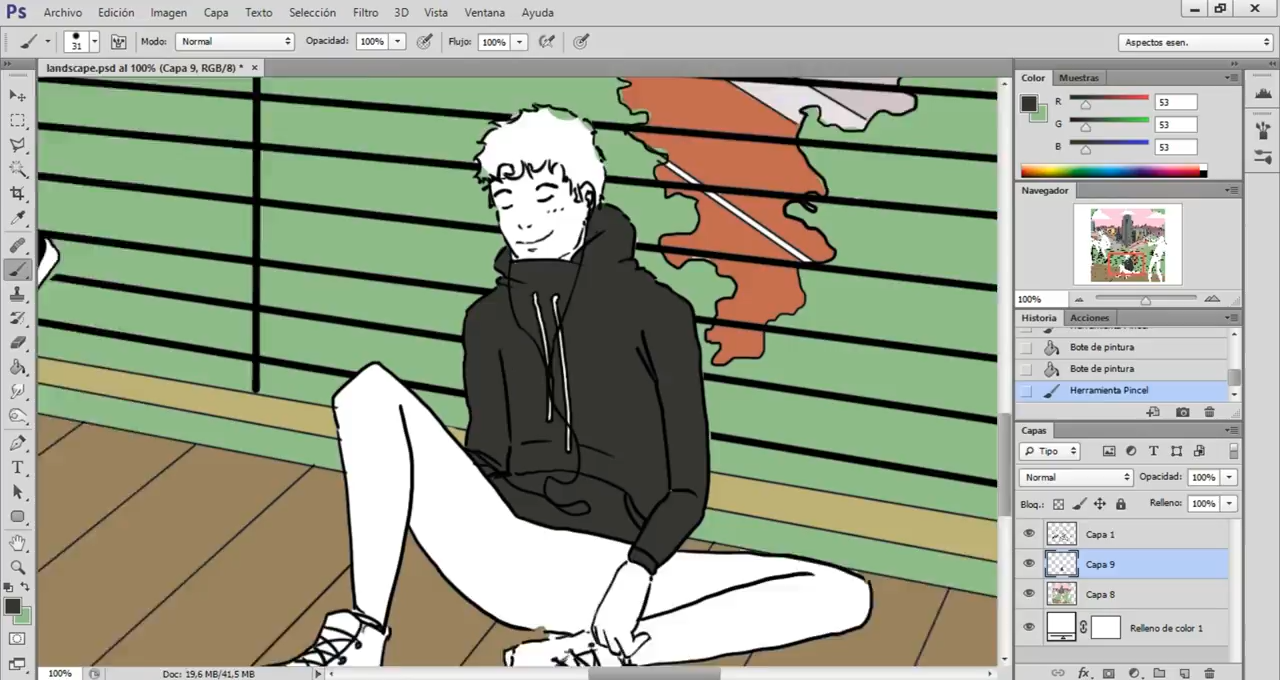 Ps Archivo Edición Imagen Capa Texto Selección Filtro 3D Vista Ventana Ayuda
31 Modo: Normal Opacidad: 100% Flujo: 100% Aspectos esen.
landscape.psd al 100% (Capa 9, RGB/8) *
Color Muestras
R 53
G 53
B 53
Navegador
100%
Historia Acciones
Herramienta Pincel
Bote de pintura
Bote de pintura
Herramienta Pincel
Capas
Tipo
Normal Opacidad: 100%
Bloq.: Relleno: 100%
Capa 1
Capa 9
Capa 8
Relleno de color 1
100% Doc: 19,6 MB/41,5 MB